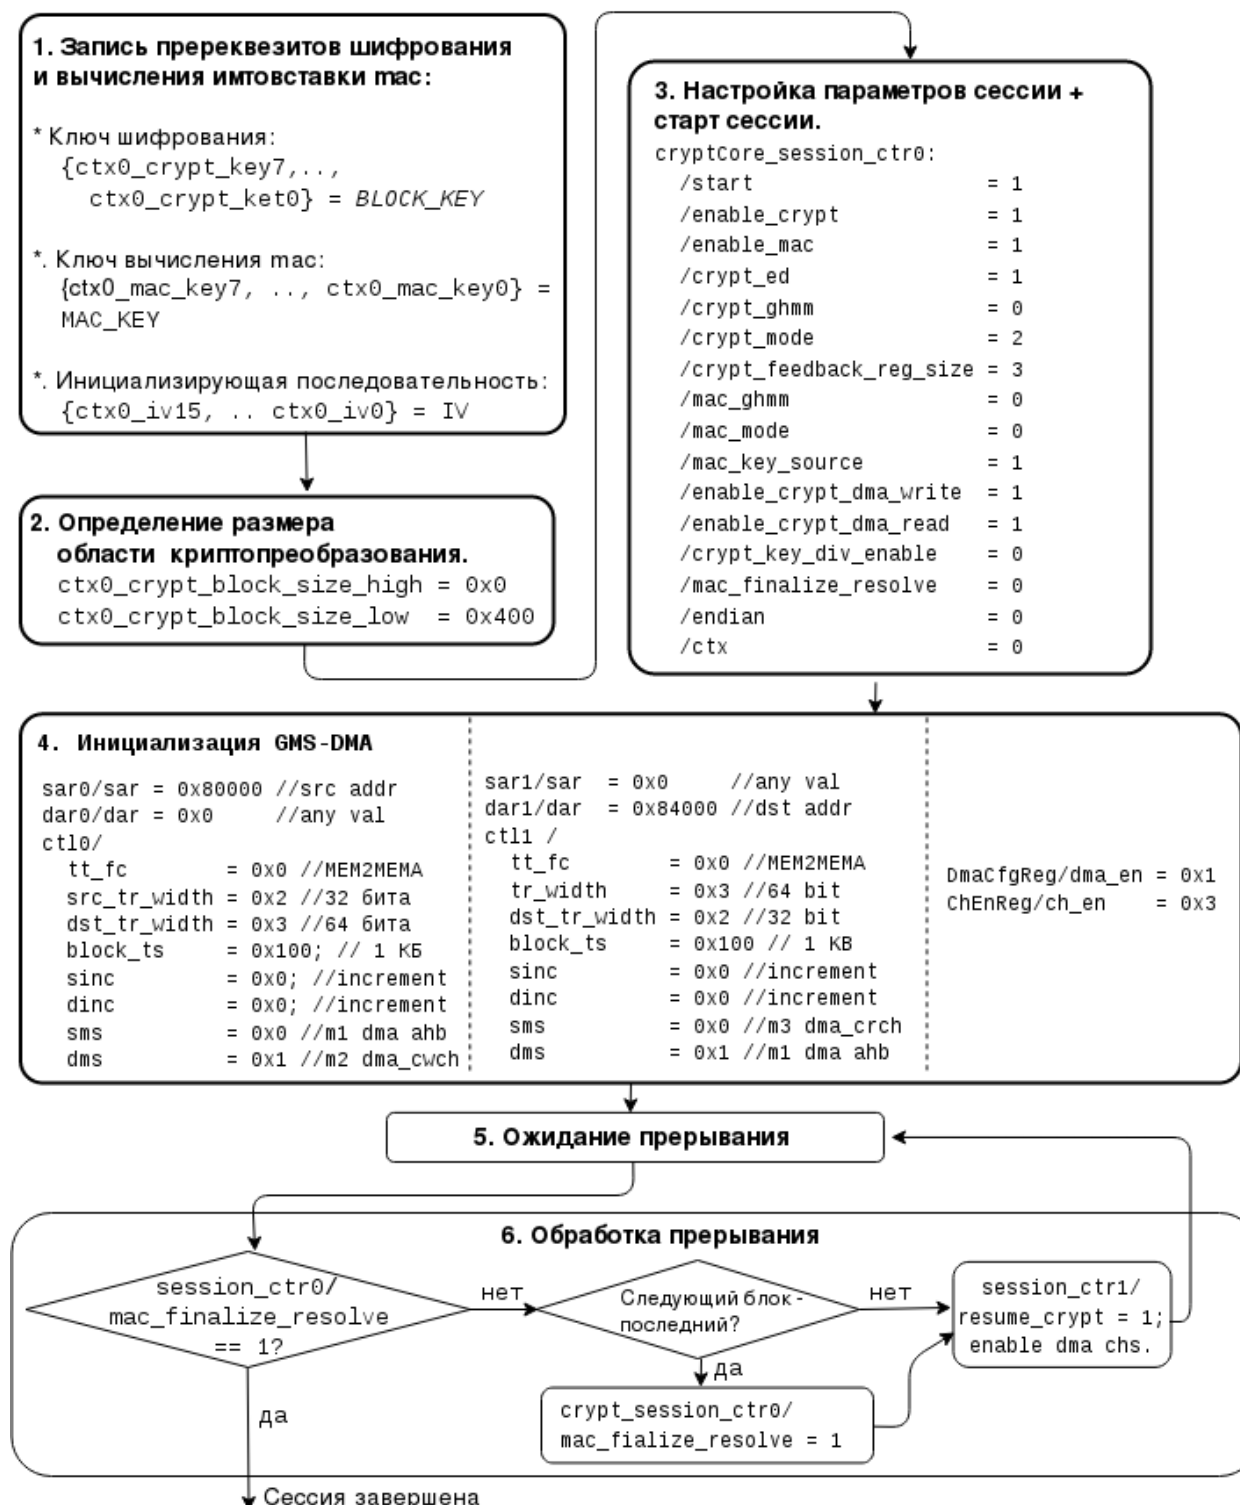 1. Запись пререквезитов шифрования
и вычисления имтовставки mac:
* Ключ шифрования:
{ctx0_crypt_key7,..,
ctx0_crypt_ket0} = BLOCK_KEY
*. Ключ вычисления mac:
{ctx0_mac_key7, .., ctx0_mac_key0} =
MAC_KEY
*. Инициализирующая последовательность:
{ctx0_iv15, .. ctx0_iv0} = IV
2. Определение размера
области криптопреобразования.
ctx0_crypt_block_size_high = 0x0
ctx0_crypt_block_size_low = 0x400
3. Настройка параметров сессии +
старт сессии.
cryptCore_session_ctr0:
/start = 1
/enable_crypt = 1
/enable_mac = 1
/crypt_ed = 1
/crypt_ghmm = 0
/crypt_mode = 2
/crypt_feedback_reg_size = 3
/mac_ghmm = 0
/mac_mode = 0
/mac_key_source = 1
/enable_crypt_dma_write = 1
/enable_crypt_dma_read = 1
/crypt_key_div_enable = 0
/mac_finalize_resolve = 0
/endian = 0
/ctx = 0
4. Инициализация GMS-DMA
sar0/sar = 0x80000 //src addr
dar0/dar = 0x0 //any val
ctl0/
tt_fc = 0x0 //MEM2MEMA
src_tr_width = 0x2 //32 бита
dst_tr_width = 0x3 //64 бита
block_ts = 0x100; // 1 КБ
sinc = 0x0; //increment
dinc = 0x0; //increment
sms = 0x0 //m1 dma ahb
dms = 0x1 //m2 dma_cwch
sar1/sar = 0x0 //any val
dar1/dar = 0x84000 //dst addr
ctl1 /
tt_fc = 0x0 //MEM2MEMA
tr_width = 0x3 //64 bit
dst_tr_width = 0x2 //32 bit
block_ts = 0x100 // 1 KB
sinc = 0x0 //increment
dinc = 0x0 //increment
sms = 0x0 //m3 dma_crch
dms = 0x1 //m1 dma ahb
DmaCfgReg/dma_en = 0x1
ChEnReg/ch_en = 0x3
5. Ожидание прерывания
6. Обработка прерывания
session_ctr0/
mac_finalize_resolve
== 1?
нет
Следующий блок -
последний?
нет
session_ctr1/
resume_crypt = 1;
enable dma chs.
да
crypt_session_ctr0/
mac_fialize_resolve = 1
да
Сессия завершена